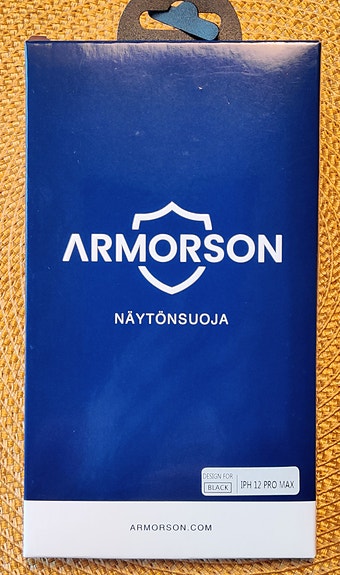 ARMORSON
NÄYTÖNSUOJA
DESIGN FOR
BLACK
IPH 12 PRO MAX
ARMORSON.COM